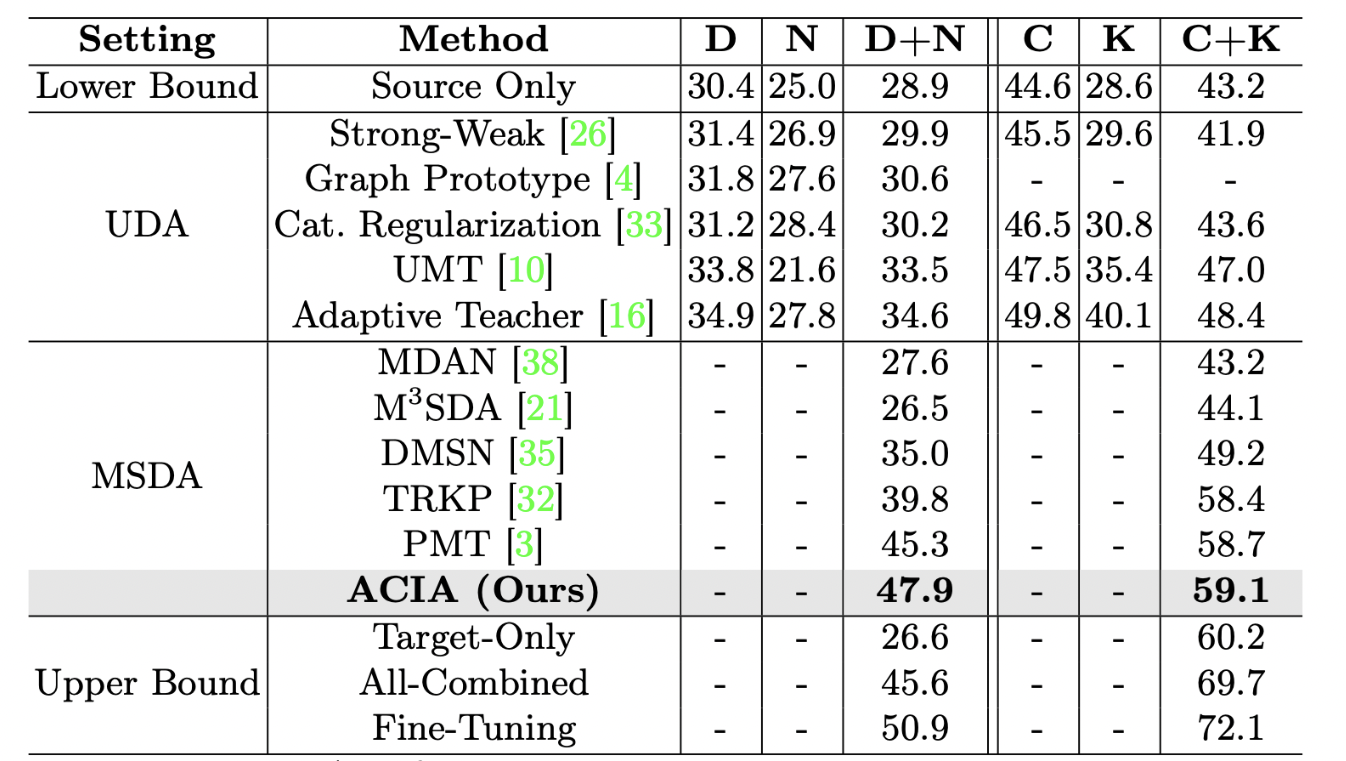 Setting Method D N D+N C K C+K
Lower Bound Source Only 30.4 25.0 28.9 44.6 28.6 43.2
Strong-Weak [26] 31.4 26.9 29.9 45.5 29.6 41.9
Graph Prototype [4] 31.8 27.6 30.6 - - -
UDA Cat. Regularization [33] 31.2 28.4 30.2 46.5 30.8 43.6
UMT [10] 33.8 21.6 33.5 47.5 35.4 47.0
Adaptive Teacher [16] 34.9 27.8 34.6 49.8 40.1 48.4
MDAN [38] - - 27.6 - - 43.2
M³SDA [21] - - 26.5 - - 44.1
DMSN [35] - - 35.0 - - 49.2
MSDA
TRKP [32] - - 39.8 - - 58.4
PMT [3] - - 45.3 - - 58.7
ACIA (Ours) - - 47.9 - - 59.1
Target-Only - - 26.6 - - 60.2
Upper Bound All-Combined - - 45.6 - - 69.7
Fine-Tuning - - 50.9 - - 72.1